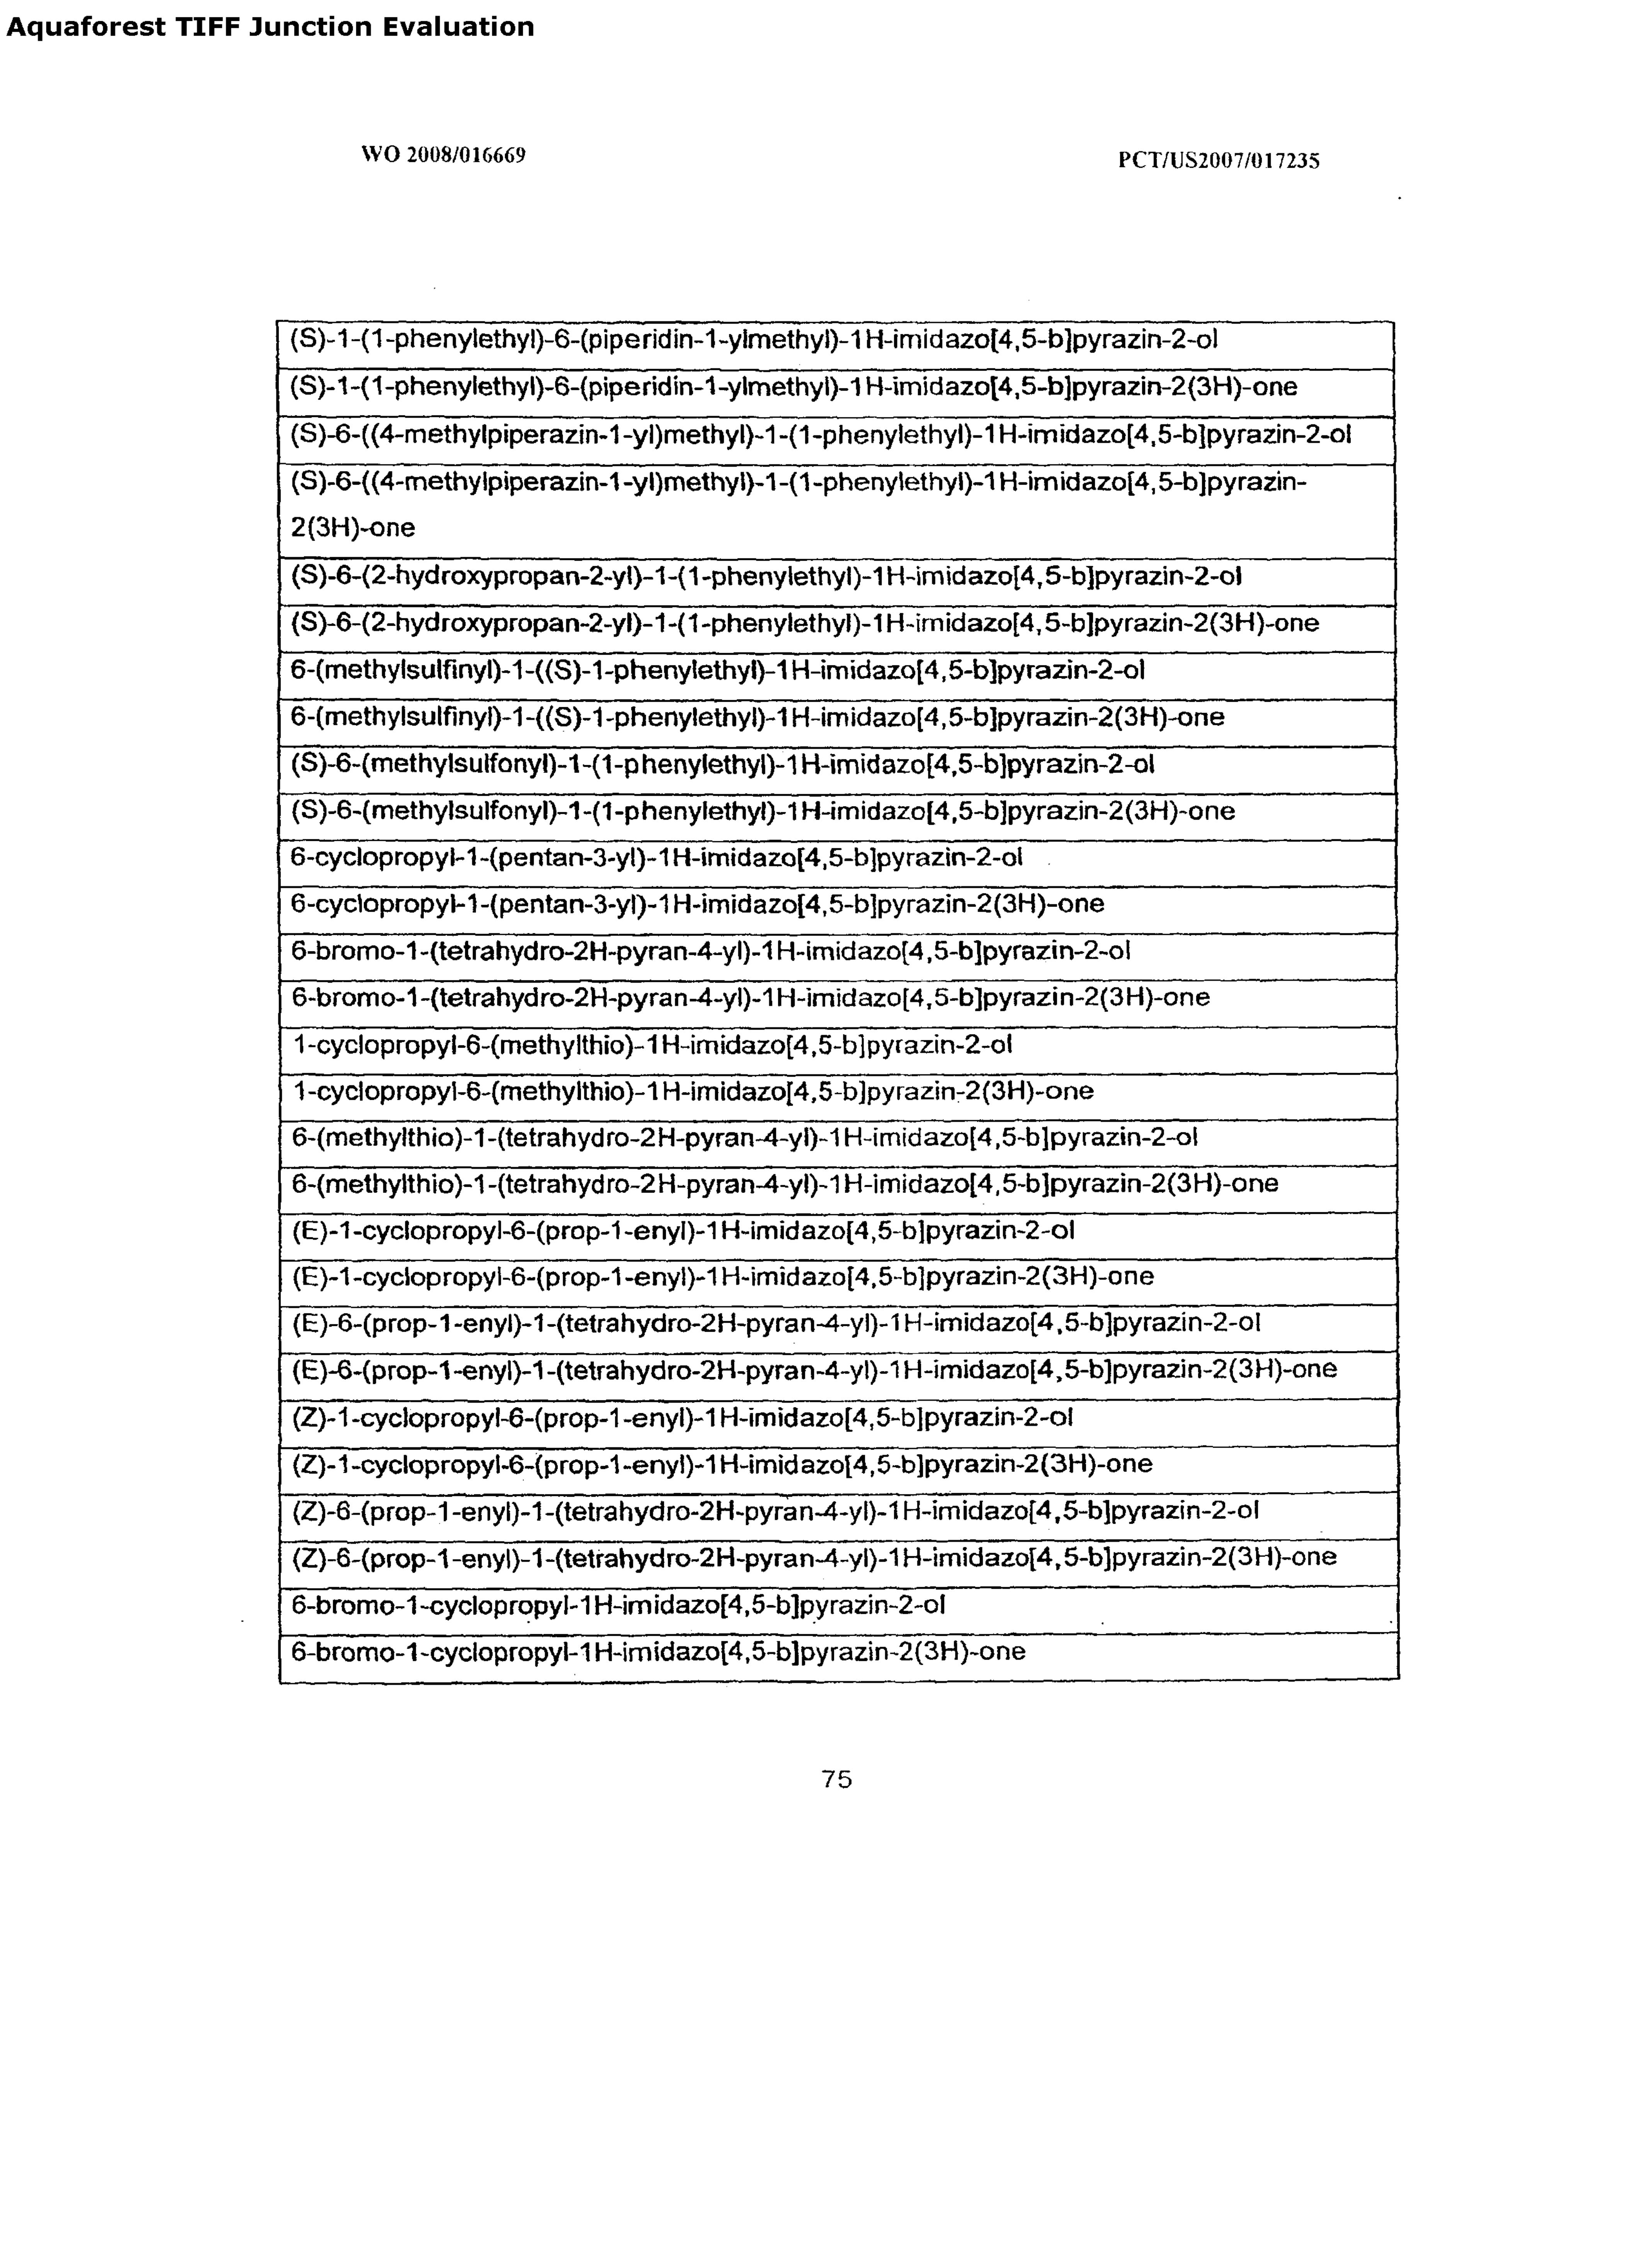 Aquaforest TIFF Junction Evaluation
WO 2008/016669
PCT/US2007/017235
(S)-1-(1-phenylethyl)-6-(piperidin-1-ylmethyl)-1H-imidazo[4,5-b]pyrazin-2-ol
(S)-1-(1-phenylethyl)-6-(piperidin-1-ylmethyl)-1H-imidazo[4,5-b]pyrazin-2(3H)-one
(S)-6-((4-methylpiperazin-1-yl)methyl)-1-(1-phenylethyl)-1H-imidazo[4,5-b]pyrazin-2-ol
(S)-6-((4-methylpiperazin-1-yl)methyl)-1-(1-phenylethyl)-1H-imidazo[4,5-b]pyrazin-
2(3H)-one
(S)-6-(2-hydroxypropan-2-yl)-1-(1-phenylethyl)-1H-imidazo[4,5-b]pyrazin-2-ol
(S)-6-(2-hydroxypropan-2-yl)-1-(1-phenylethyl)-1H-imidazo[4,5-b]pyrazin-2(3H)-one
6-(methylsulfinyl)-1-((S)-1-phenylethyl)-1H-imidazo[4,5-b]pyrazin-2-ol
6-(methylsulfinyl)-1-((S)-1-phenylethyl)-1H-imidazo[4,5-b]pyrazin-2(3H)-one
(S)-6-(methylsulfonyl)-1-(1-phenylethyl)-1H-imidazo[4,5-b]pyrazin-2-ol
(S)-6-(methylsulfonyl)-1-(1-phenylethyl)-1H-imidazo[4,5-b]pyrazin-2(3H)-one
6-cyclopropyl-1-(pentan-3-yl)-1H-imidazo[4,5-b]pyrazin-2-ol
6-cyclopropyl-1-(pentan-3-yl)-1H-imidazo[4,5-b]pyrazin-2(3H)-one
6-bromo-1-(tetrahydro-2H-pyran-4-yl)-1H-imidazo[4,5-b]pyrazin-2-ol
6-bromo-1-(tetrahydro-2H-pyran-4-yl)-1H-imidazo[4,5-b]pyrazin-2(3H)-one
1-cyclopropyl-6-(methylthio)-1H-imidazo[4,5-b]pyrazin-2-ol
1-cyclopropyl-6-(methylthio)-1H-imidazo[4,5-b]pyrazin-2(3H)-one
6-(methylthio)-1-(tetrahydro-2H-pyran-4-yl)-1H-imidazo[4,5-b]pyrazin-2-ol
6-(methylthio)-1-(tetrahydro-2H-pyran-4-yl)-1H-imidazo[4,5-b]pyrazin-2(3H)-one
(E)-1-cyclopropyl-6-(prop-1-enyl)-1H-imidazo[4,5-b]pyrazin-2-ol
(E)-1-cyclopropyl-6-(prop-1-enyl)-1H-imidazo[4,5-b]pyrazin-2(3H)-one
(E)-6-(prop-1-enyl)-1-(tetrahydro-2H-pyran-4-yl)-1H-imidazo[4,5-b]pyrazin-2-ol
(E)-6-(prop-1-enyl)-1-(tetrahydro-2H-pyran-4-yl)-1H-imidazo[4,5-b]pyrazin-2(3H)-one
(Z)-1-cyclopropyl-6-(prop-1-enyl)-1H-imidazo[4,5-b]pyrazin-2-ol
(Z)-1-cyclopropyl-6-(prop-1-enyl)-1H-imidazo[4,5-b]pyrazin-2(3H)-one
(Z)-6-(prop-1-enyl)-1-(tetrahydro-2H-pyran-4-yl)-1H-imidazo[4,5-b]pyrazin-2-ol
(Z)-6-(prop-1-enyl)-1-(tetrahydro-2H-pyran-4-yl)-1H-imidazo[4,5-b]pyrazin-2(3H)-one
6-bromo-1-cyclopropyl-1H-imidazo[4,5-b]pyrazin-2-ol
6-bromo-1-cyclopropyl-1H-imidazo[4,5-b]pyrazin-2(3H)-one
75